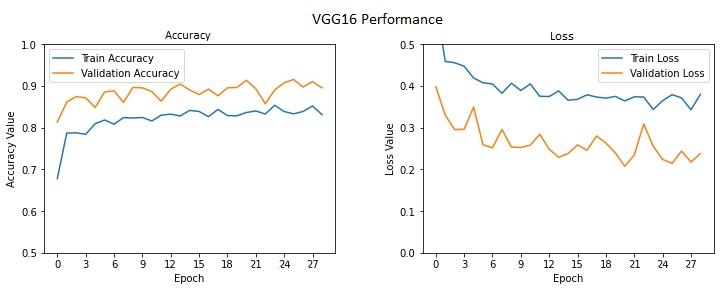 VGG16 Performance
Accuracy
Accuracy Value
1.0
0.9
0.8
0.7
0.6
0.5
Train Accuracy
Validation Accuracy
0 3 6 9 12 15 18 21 24 27
Epoch
Loss
Loss Value
0.5
0.4
0.3
0.2
0.1
0.0
Train Loss
Validation Loss
0 3 6 9 12 15 18 21 24 27
Epoch